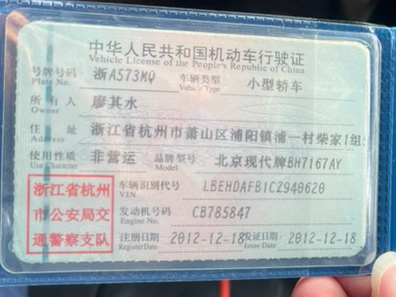 中华人民共和国机动车行驶证
Vehicle License of the People's Republic of China
号牌号码 浙A573MQ 车辆类型 小型轿车
Plate No. Vehicle Type
所有人 廖其水
Owner
住址 浙江省杭州市萧山区浦阳镇浦一村柴家1组
Address
使用性质 非营运 品牌型号 北京现代牌BH7167AY
Use Character Model
浙江省杭州
市公安局交
通警察支队
车辆识别代号 LBEHDAFB1CZ940620
VIN
发动机号码 CB785847
Engine No.
注册日期 2012-12-18 发证日期 2012-12-18
Register Date Issue Date